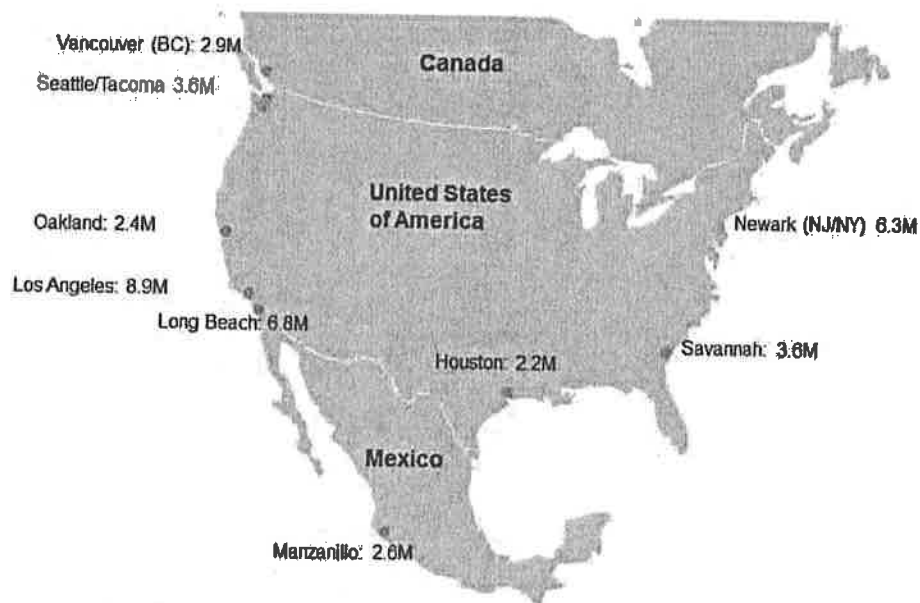 Vancouver (BC): 2.9M
Canada
Seattle/Tacoma 3.6M
United States
of America
Oakland: 2.4M
Newark (NJ/NY) 6.3M
Los Angeles: 8.9M
Long Beach: 6.8M
Houston: 2.2M
Savannah: 3.6M
Mexico
Manzanillo: 2.6M